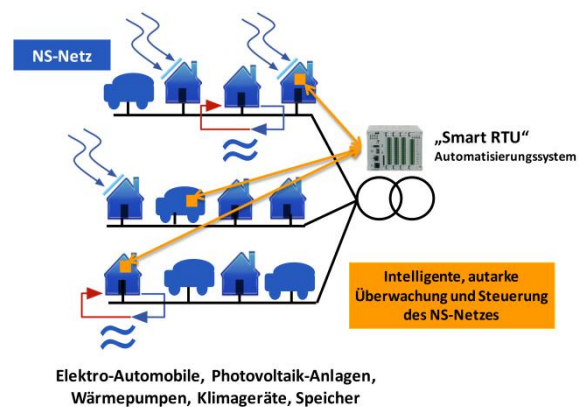 NS-Netz
„Smart RTU“
Automatisierungssystem
Intelligente, autarke
Überwachung und Steuerung
des NS-Netzes
Elektro-Automobile, Photovoltaik-Anlagen,
Wärmepumpen, Klimageräte, Speicher